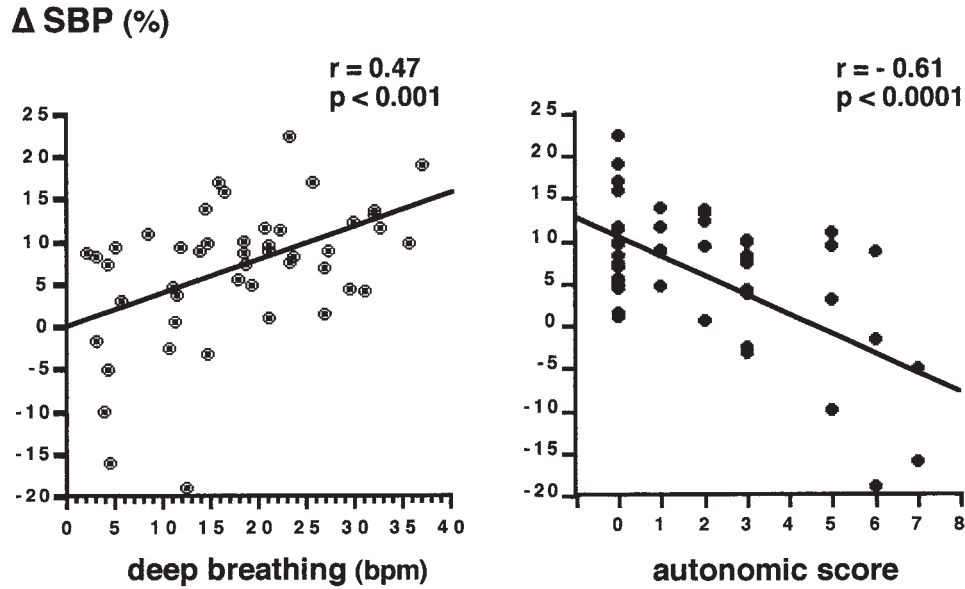 Δ SBP (%)
r = 0.47
p < 0.001
25
20
15
10
5
0
-5
-10
-15
-20
0 5 10 15 20 25 30 35 40
deep breathing (bpm)
r = - 0.61
p < 0.0001
25
20
15
10
5
0
-5
-10
-15
-20
0 1 2 3 4 5 6 7 8
autonomic score